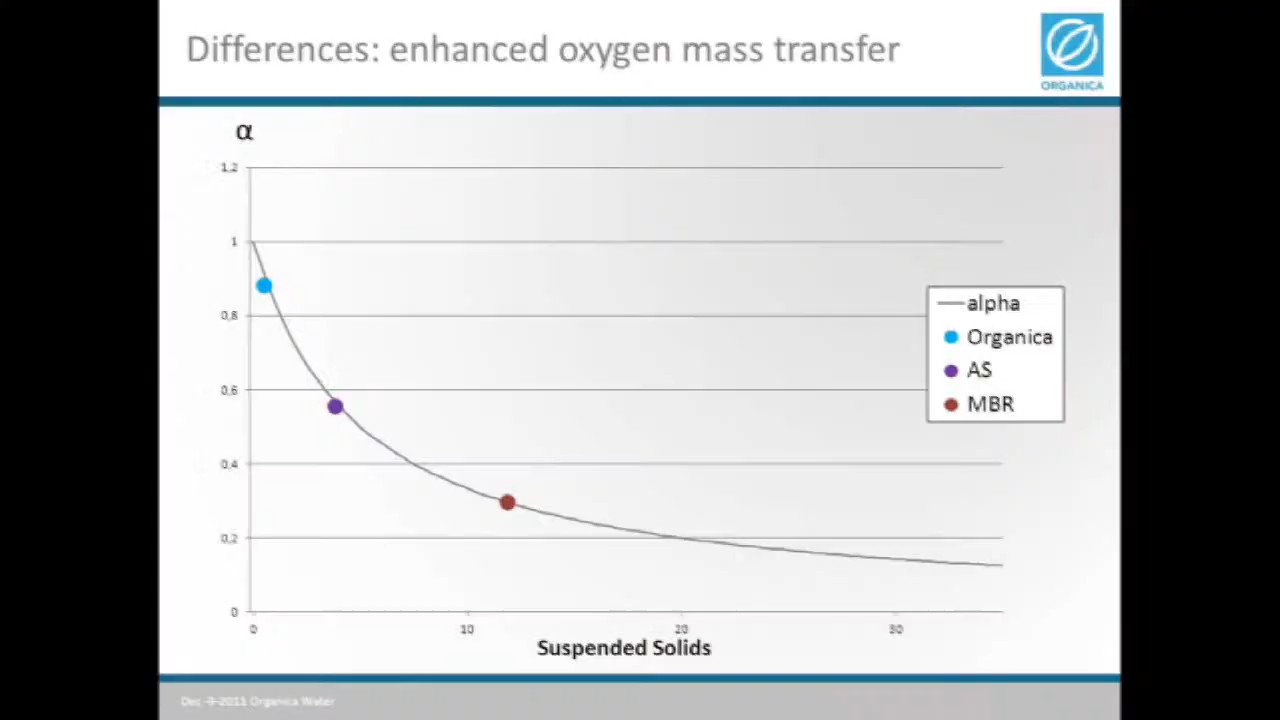 Differences: enhanced oxygen mass transfer
ORGANICA
α
1,2
1
0,8
0,6
0,4
0,2
0
0 10 20 30
Suspended Solids
alpha
Organica
AS
MBR
Dec -9-2011 Organica Water